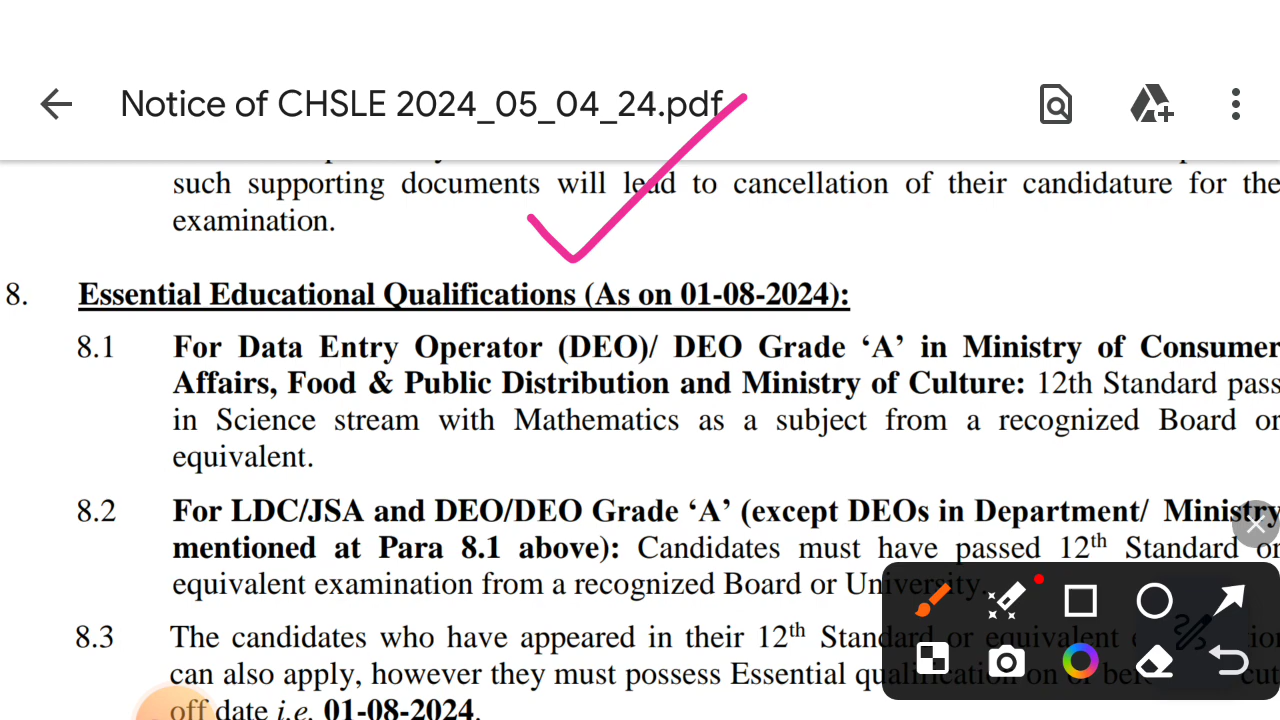 Notice of CHSLE 2024_05_04_24.pdf
such supporting documents will lead to cancellation of their candidature for the
examination.
8. Essential Educational Qualifications (As on 01-08-2024):
8.1 For Data Entry Operator (DEO)/ DEO Grade ‘A’ in Ministry of Consumer
Affairs, Food & Public Distribution and Ministry of Culture: 12th Standard pass
in Science stream with Mathematics as a subject from a recognized Board or
equivalent.
8.2 For LDC/JSA and DEO/DEO Grade ‘A’ (except DEOs in Department/ Ministry
mentioned at Para 8.1 above): Candidates must have passed 12th Standard or
equivalent examination from a recognized Board or University.
8.3 The candidates who have appeared in their 12th Standard or equivalent
can also apply, however they must possess Essential qualification on or cut
off date i.e. 01-08-2024.